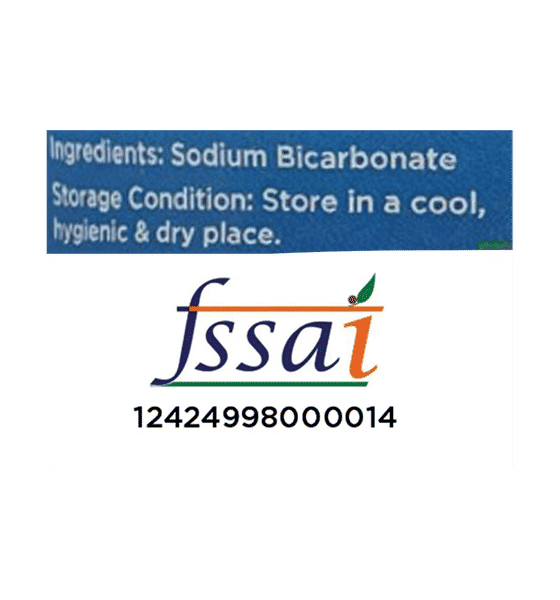 Ingredients: Sodium Bicarbonate
Storage Condition: Store in a cool,
hygienic & dry place.
fssai
12424998000014